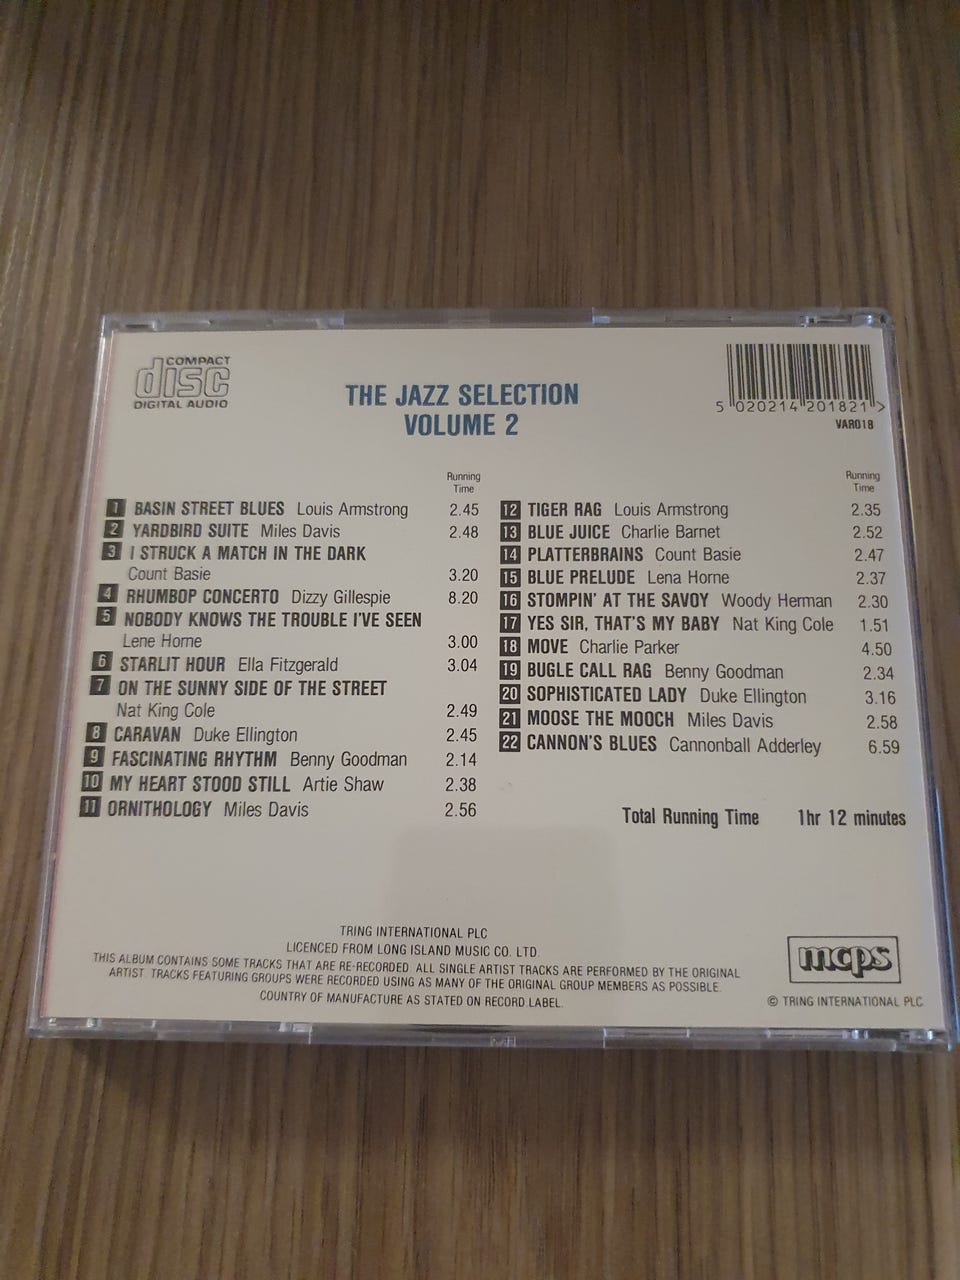 COMPACT
disc
DIGITAL AUDIO
THE JAZZ SELECTION
VOLUME 2
5 020214 201821 >
VAR018
Running
Time
1 BASIN STREET BLUES Louis Armstrong 2.45
2 YARDBIRD SUITE Miles Davis 2.48
3 I STRUCK A MATCH IN THE DARK
Count Basie 3.20
4 RHUMBOP CONCERTO Dizzy Gillespie 8.20
5 NOBODY KNOWS THE TROUBLE I'VE SEEN
Lene Horne 3.00
6 STARLIT HOUR Ella Fitzgerald 3.04
7 ON THE SUNNY SIDE OF THE STREET
Nat King Cole 2.49
8 CARAVAN Duke Ellington 2.45
9 FASCINATING RHYTHM Benny Goodman 2.14
10 MY HEART STOOD STILL Artie Shaw 2.38
11 ORNITHOLOGY Miles Davis 2.56
Running
Time
12 TIGER RAG Louis Armstrong 2.35
13 BLUE JUICE Charlie Barnet 2.52
14 PLATTERBRAINS Count Basie 2.47
15 BLUE PRELUDE Lena Horne 2.37
16 STOMPIN' AT THE SAVOY Woody Herman 2.30
17 YES SIR, THAT'S MY BABY Nat King Cole 1.51
18 MOVE Charlie Parker 4.50
19 BUGLE CALL RAG Benny Goodman 2.34
20 SOPHISTICATED LADY Duke Ellington 3.16
21 MOOSE THE MOOCH Miles Davis 2.58
22 CANNON'S BLUES Cannonball Adderley 6.59
Total Running Time 1hr 12 minutes
TRING INTERNATIONAL PLC
LICENCED FROM LONG ISLAND MUSIC CO. LTD.
THIS ALBUM CONTAINS SOME TRACKS THAT ARE RE-RECORDED. ALL SINGLE ARTIST TRACKS ARE PERFORMED BY THE ORIGINAL
ARTIST. TRACKS FEATURING GROUPS WERE RECORDED USING AS MANY OF THE ORIGINAL GROUP MEMBERS AS POSSIBLE.
COUNTRY OF MANUFACTURE AS STATED ON RECORD LABEL.
mcps
© TRING INTERNATIONAL PLC